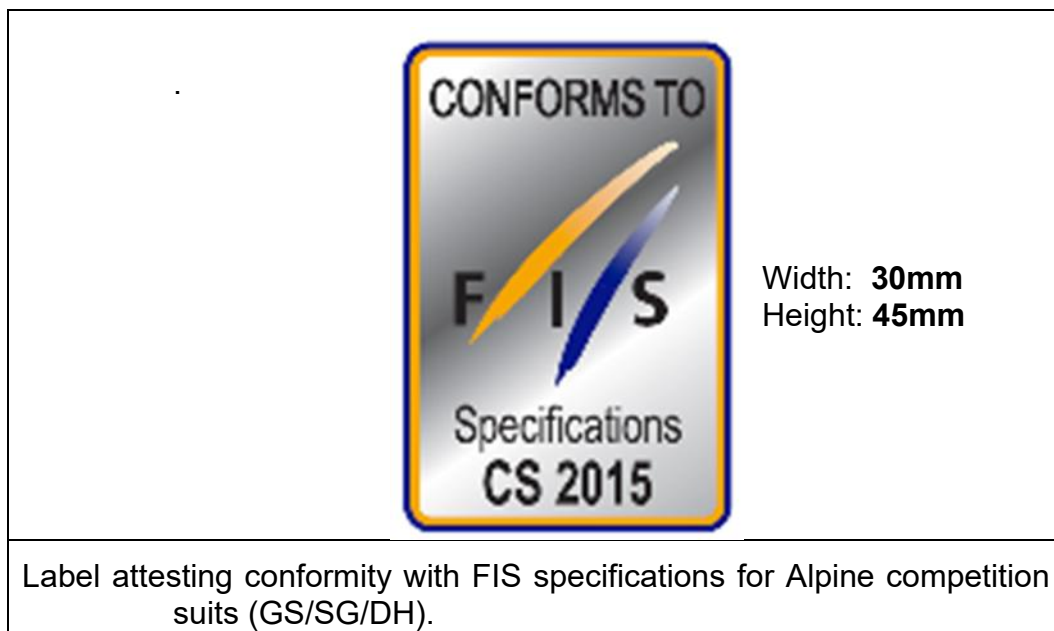 .
CONFORMS TO
F I S
Specifications
CS 2015
Width: 30mm
Height: 45mm
Label attesting conformity with FIS specifications for Alpine competition
suits (GS/SG/DH).